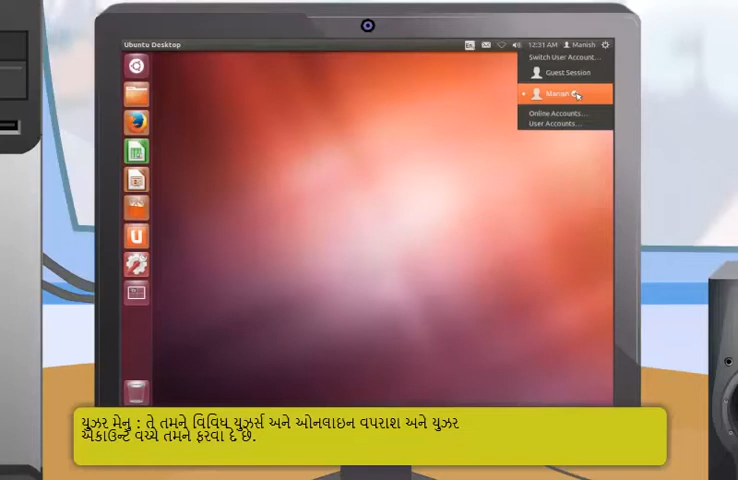 Ubuntu Desktop
En
12:31 AM
Manish
Switch User Account...
Guest Session
Manish
Online Accounts...
User Accounts...
યુઝર મેનુ : તે તમને વિવિધ યુઝર્સ અને ઓનલાઇન વપરાશ અને યુઝર
એકાઉન્ટ વચ્ચે તમને ફરવા દે છે.